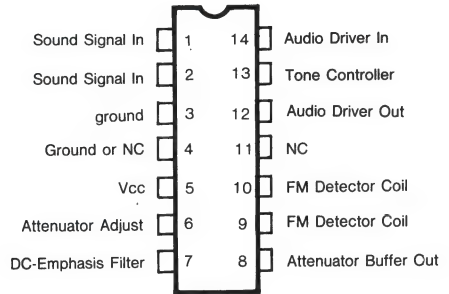 Sound Signal In 1 14 Audio Driver In
Sound Signal In 2 13 Tone Controller
ground 3 12 Audio Driver Out
Ground or NC 4 11 NC
Vcc 5 10 FM Detector Coil
Attenuator Adjust 6 9 FM Detector Coil
DC-Emphasis Filter 7 8 Attenuator Buffer Out